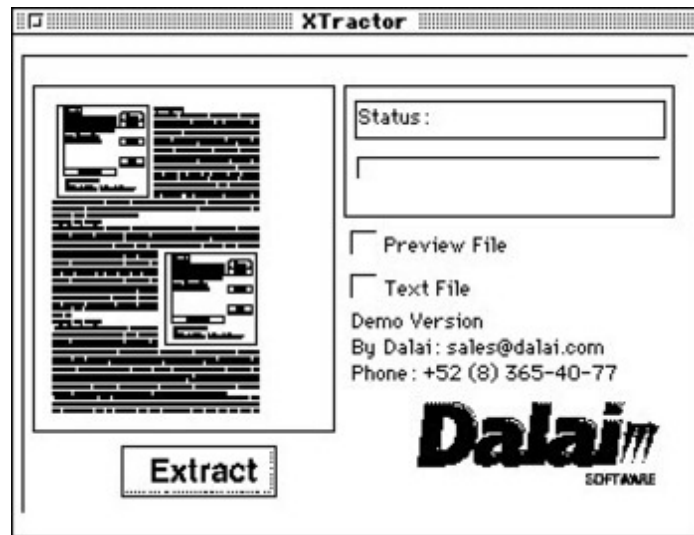 XTractor
Status:
Preview File
Text File
Demo Version
By Dalai: sales@dalai.com
Phone: +52 (8) 365-40-77
Extract
Dalai
SOFTWARE